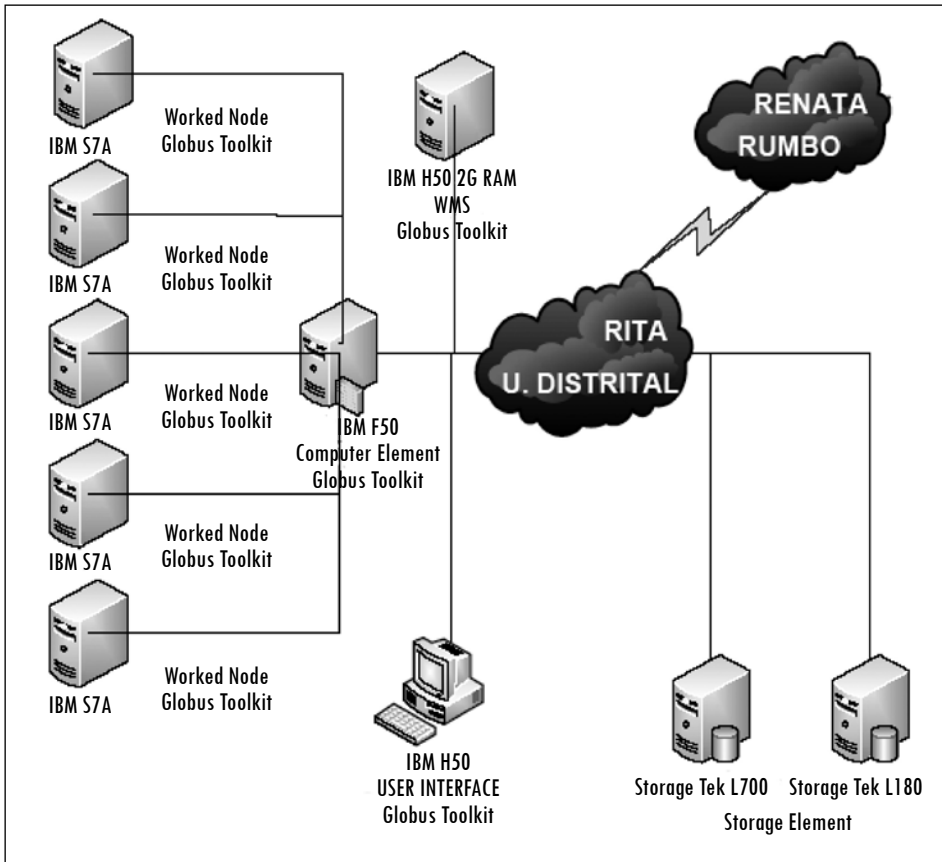 IBM S7A
Worked Node
Globus Toolkit
IBM S7A
Worked Node
Globus Toolkit
IBM S7A
Worked Node
Globus Toolkit
IBM S7A
Worked Node
Globus Toolkit
IBM S7A
Worked Node
Globus Toolkit
IBM H50 2G RAM
WMS
Globus Toolkit
IBM F50
Computer Element
Globus Toolkit
IBM H50
USER INTERFACE
Globus Toolkit
RENATA
RUMBO
RITA
U. DISTRITAL
Storage Tek L700
Storage Tek L180
Storage Element